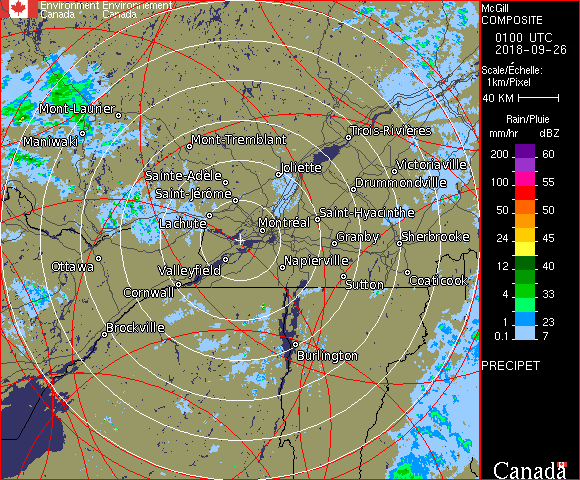 Environment Environnement
Canada Canada
McGill
COMPOSITE
0100 UTC
2018-09-26
Scale/Échelle:
1km/Pixel
40 KM
Rain/Pluie
mm/hr dBZ
200 60
100 55
50 50
24 45
12 40
4 33
1 23
0.1 7
PRECIPET
Canada
Mont-Laurier
Maniwaki
Mont-Tremblant
Trois-Rivières
Joliette
Victoriaville
Sainte-Adèle
Drummondville
Saint-Jérôme
Saint-Hyacinthe
Lachute
Montréal
Granby
Sherbrooke
Ottawa
Valleyfield
Napierville
Cornwall
Sutton
Coaticook
Brockville
Burlington